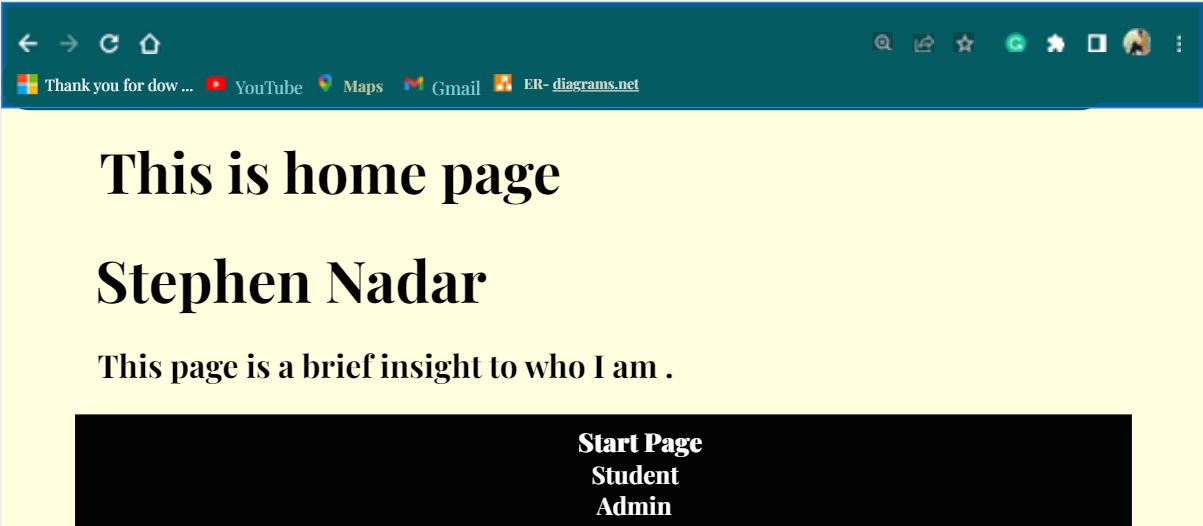 Thank you for dow ... YouTube Maps Gmail ER- diagrams.net
This is home page
Stephen Nadar
This page is a brief insight to who I am .
Start Page
Student
Admin